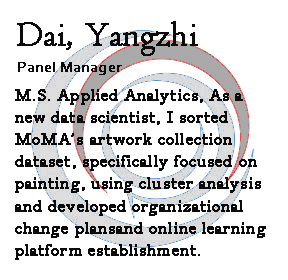 Dai, Yangzhi
Panel Manager
M.S. Applied Analytics, As a
new data scientist, I sorted
MoMA's artwork collection
dataset, specifically focused on
painting, using cluster analysis
and developed organizational
change plansand online learning
platform establishment.